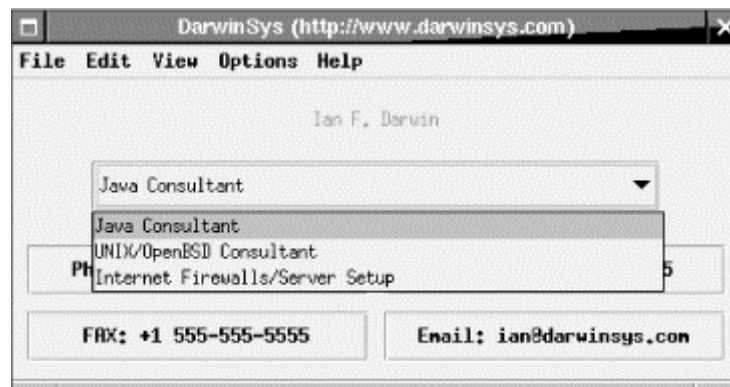 DarwinSys (http://www.darwinsys.com)
File Edit View Options Help
Ian F. Darwin
Java Consultant
Java Consultant
UNIX/OpenBSD Consultant
Internet Firewalls/Server Setup
Ph 5
FAX: +1 555-555-5555 Email: ian@darwinsys.com